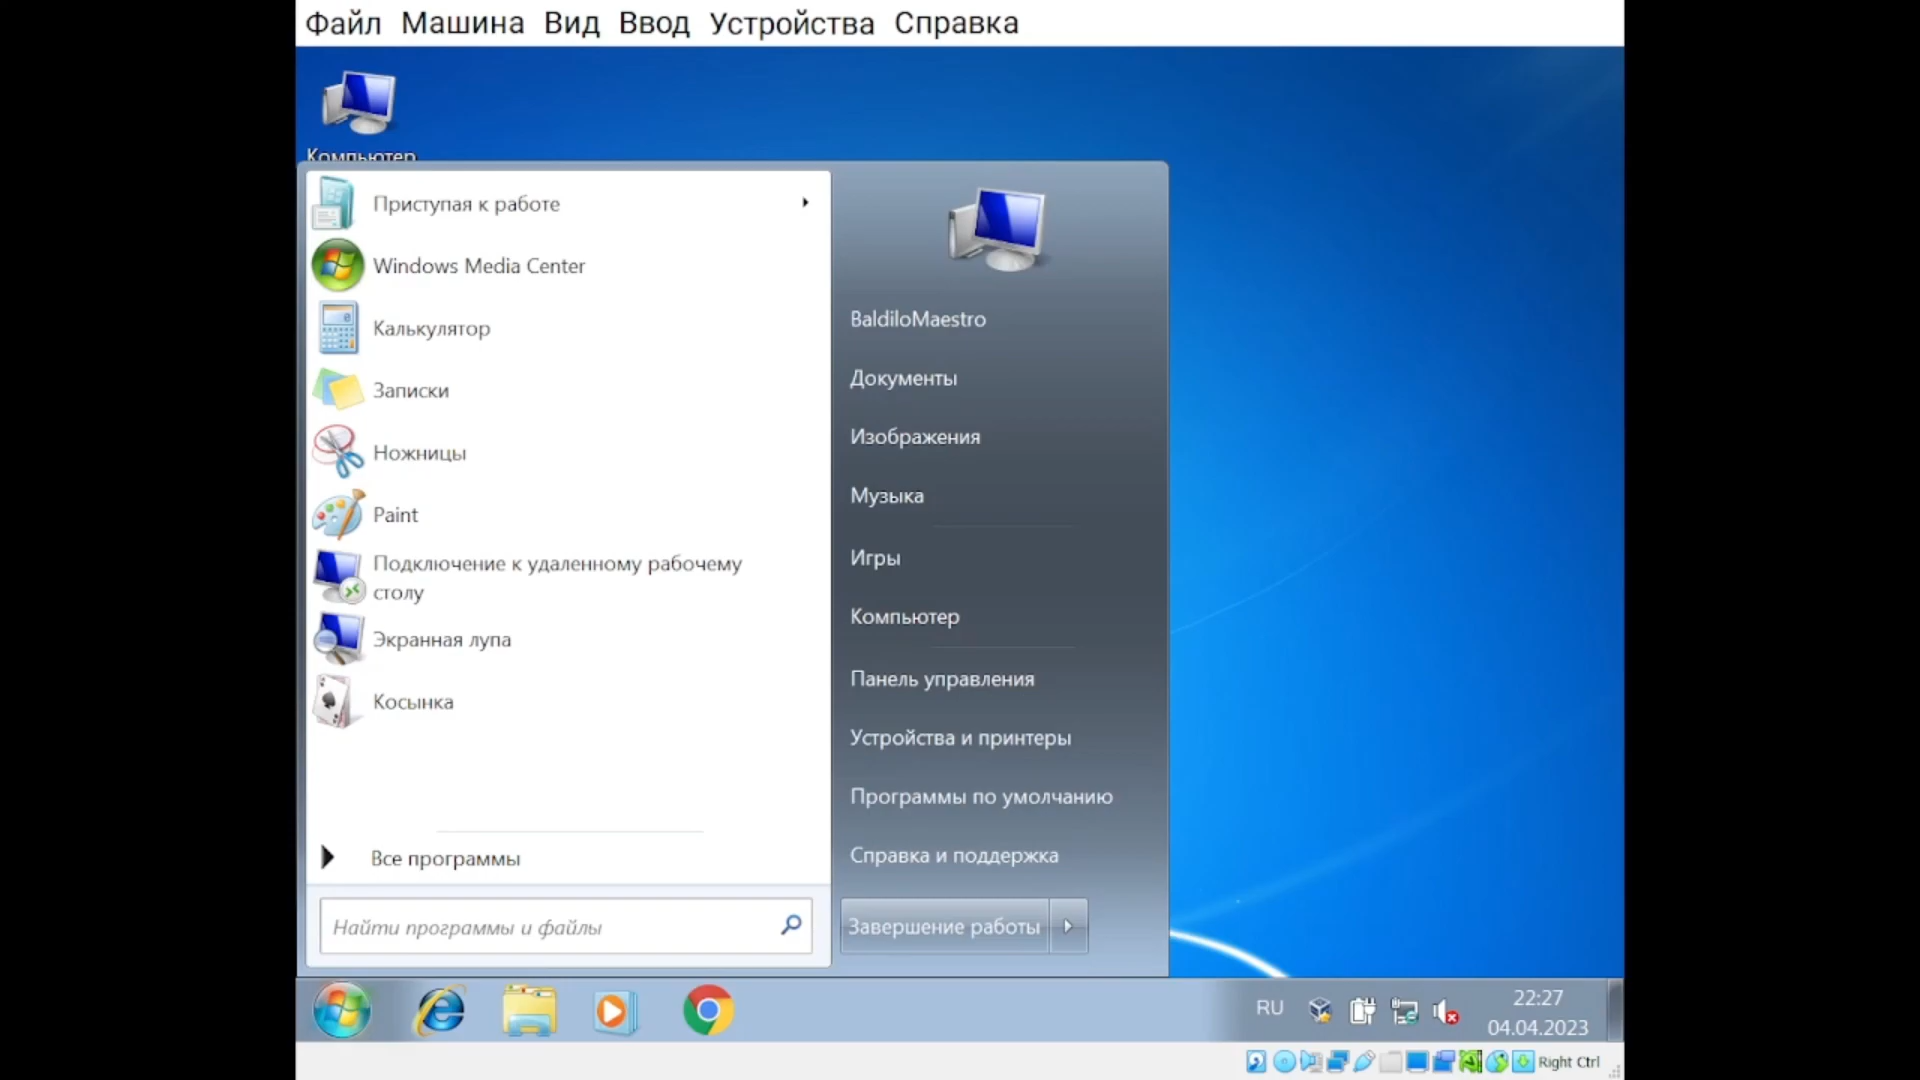 Файл Машина Вид Ввод Устройства Справка
Компьютер
Приступая к работе
Windows Media Center
Калькулятор
Записки
Ножницы
Paint
Подключение к удаленному рабочему
столу
Экранная лупа
Косынка
Все программы
Найти программы и файлы
BaldiloMaestro
Документы
Изображения
Музыка
Игры
Компьютер
Панель управления
Устройства и принтеры
Программы по умолчанию
Справка и поддержка
Завершение работы
RU
22:27
04.04.2023
Right Ctrl